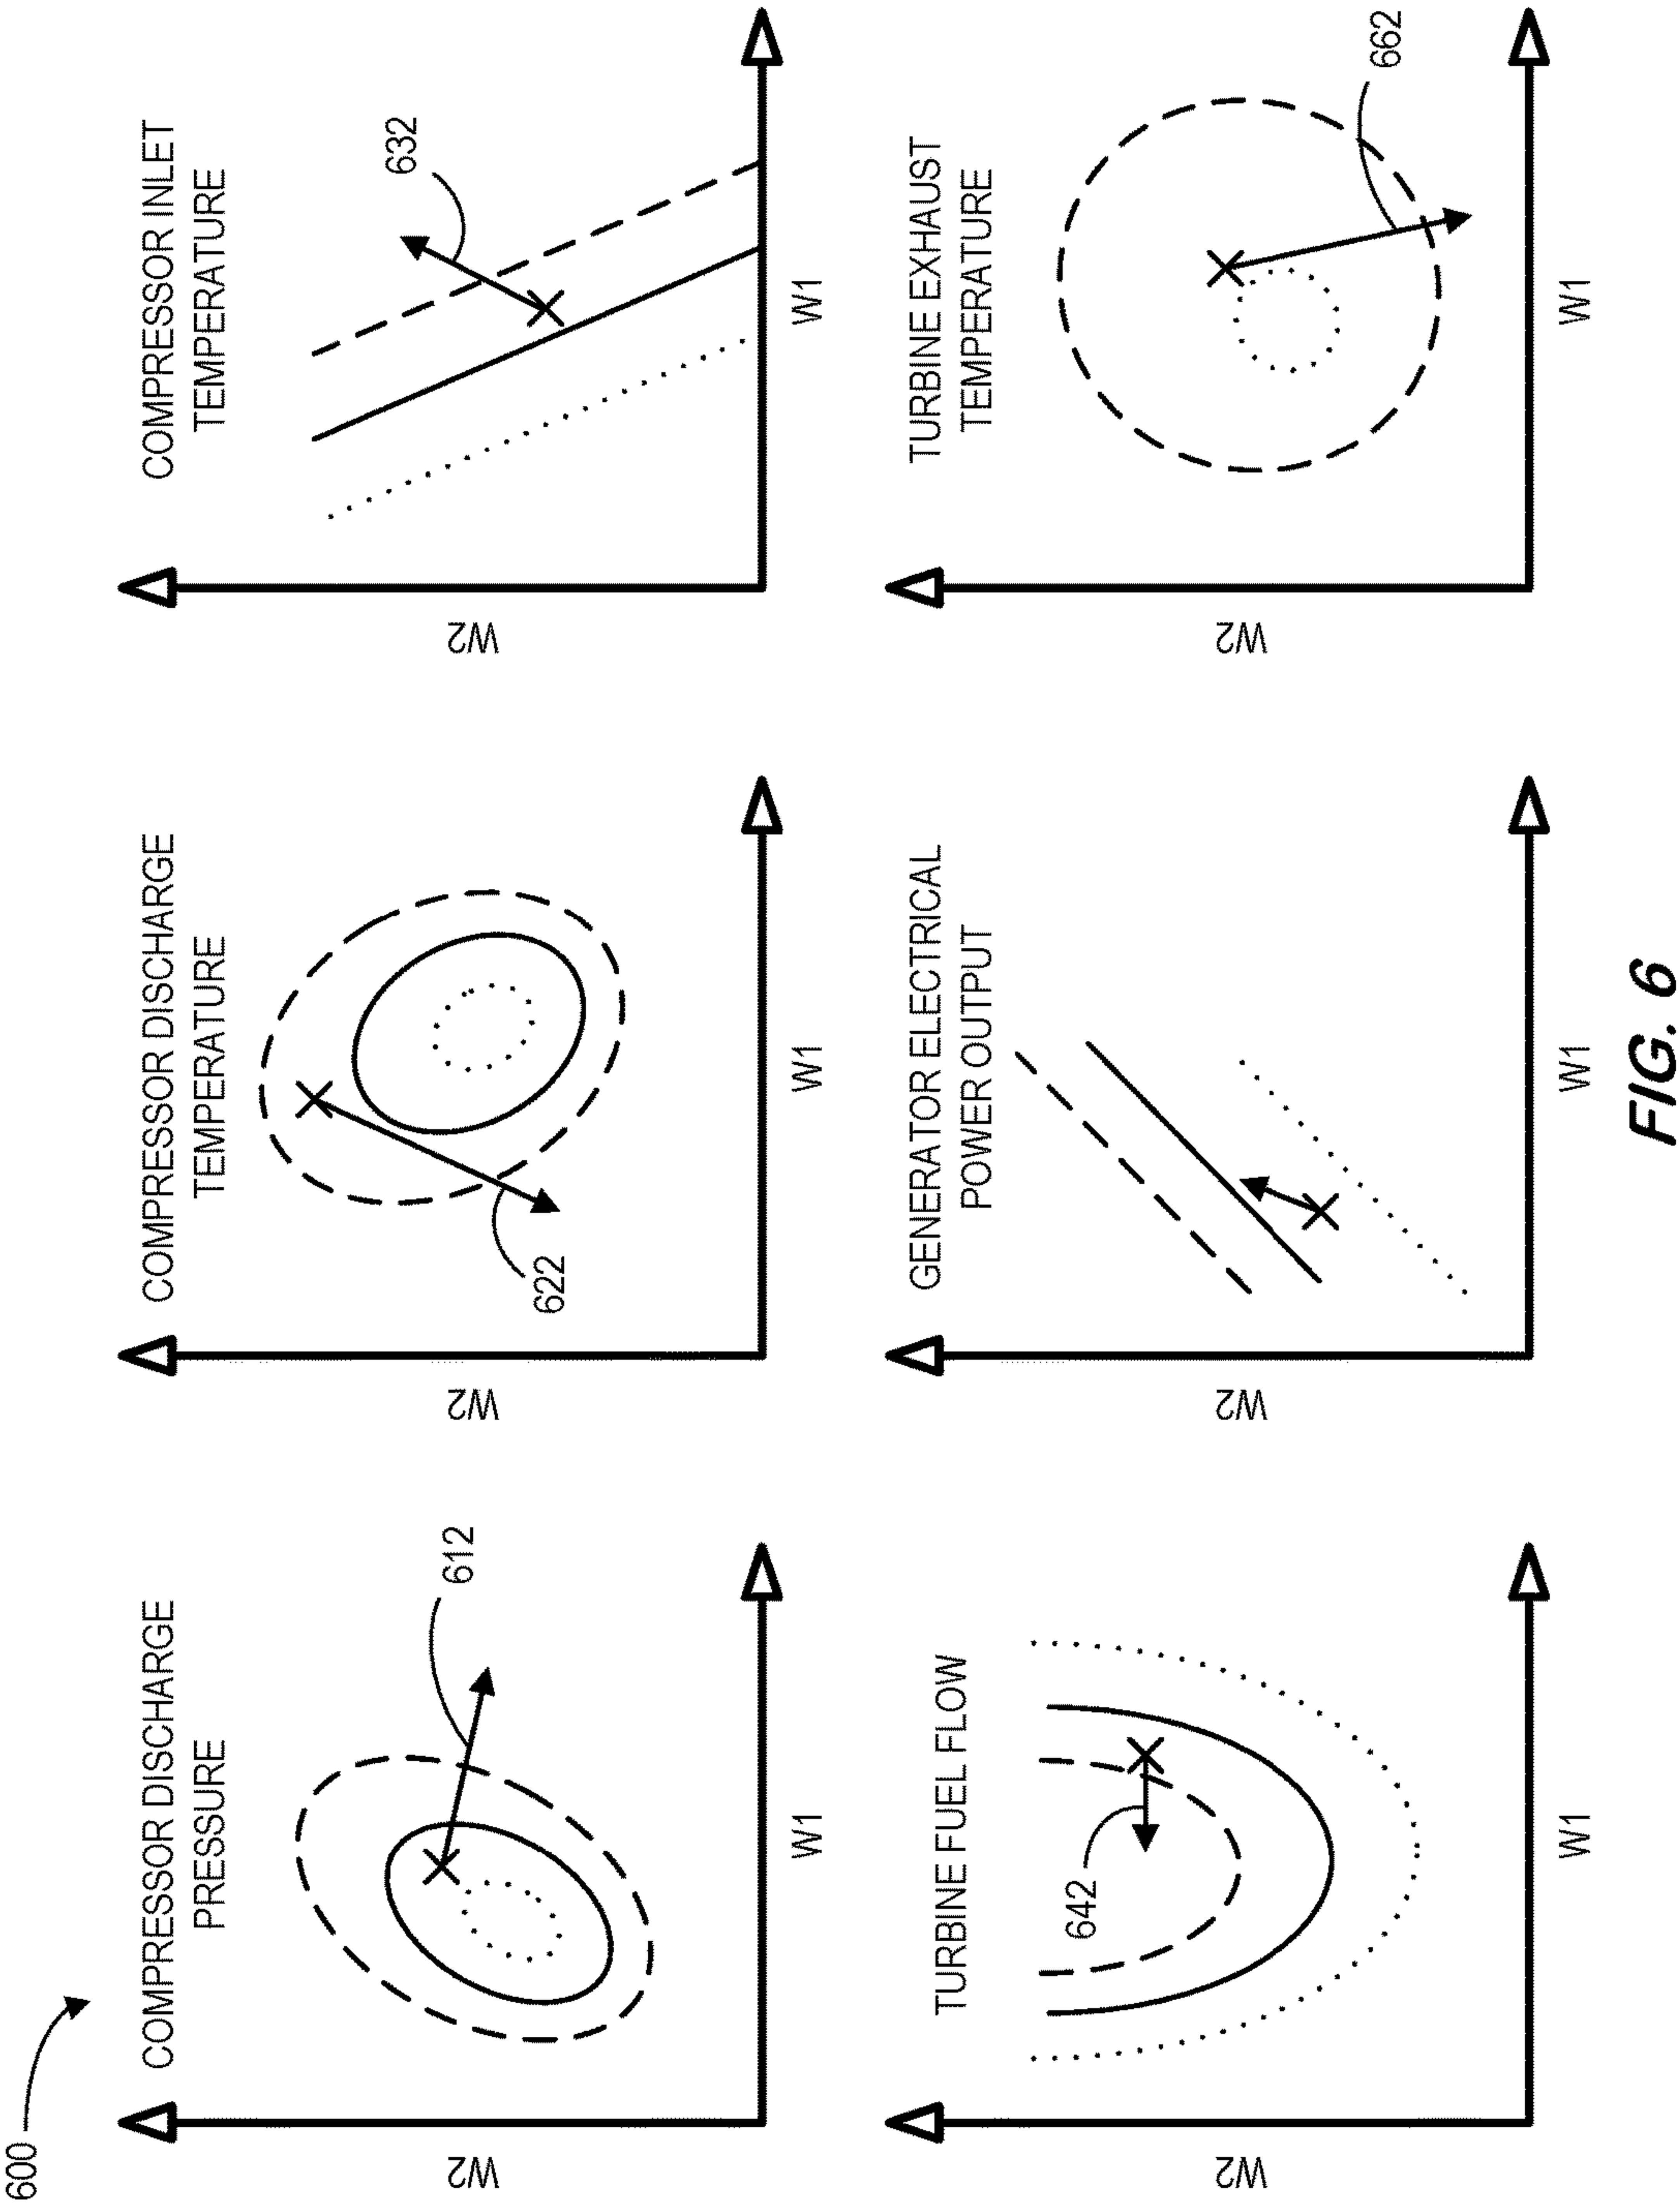 600
COMPRESSOR DISCHARGE
PRESSURE
612
W2
W1
COMPRESSOR DISCHARGE
TEMPERATURE
622
W2
W1
COMPRESSOR INLET
TEMPERATURE
632
W2
W1
TURBINE FUEL FLOW
642
W2
W1
GENERATOR ELECTRICAL
POWER OUTPUT
W2
W1
TURBINE EXHAUST
TEMPERATURE
662
W2
W1
FIG. 6